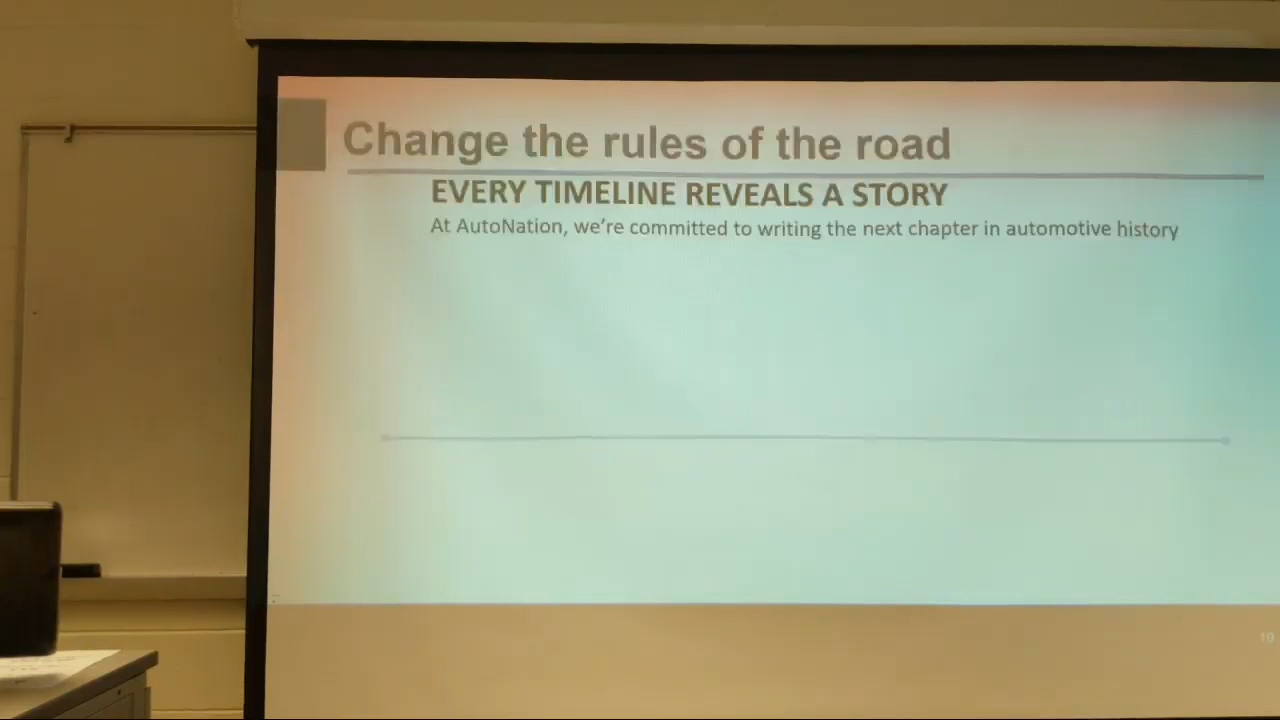 Change the rules of the road
EVERY TIMELINE REVEALS A STORY
At AutoNation, we're committed to writing the next chapter in automotive history
19